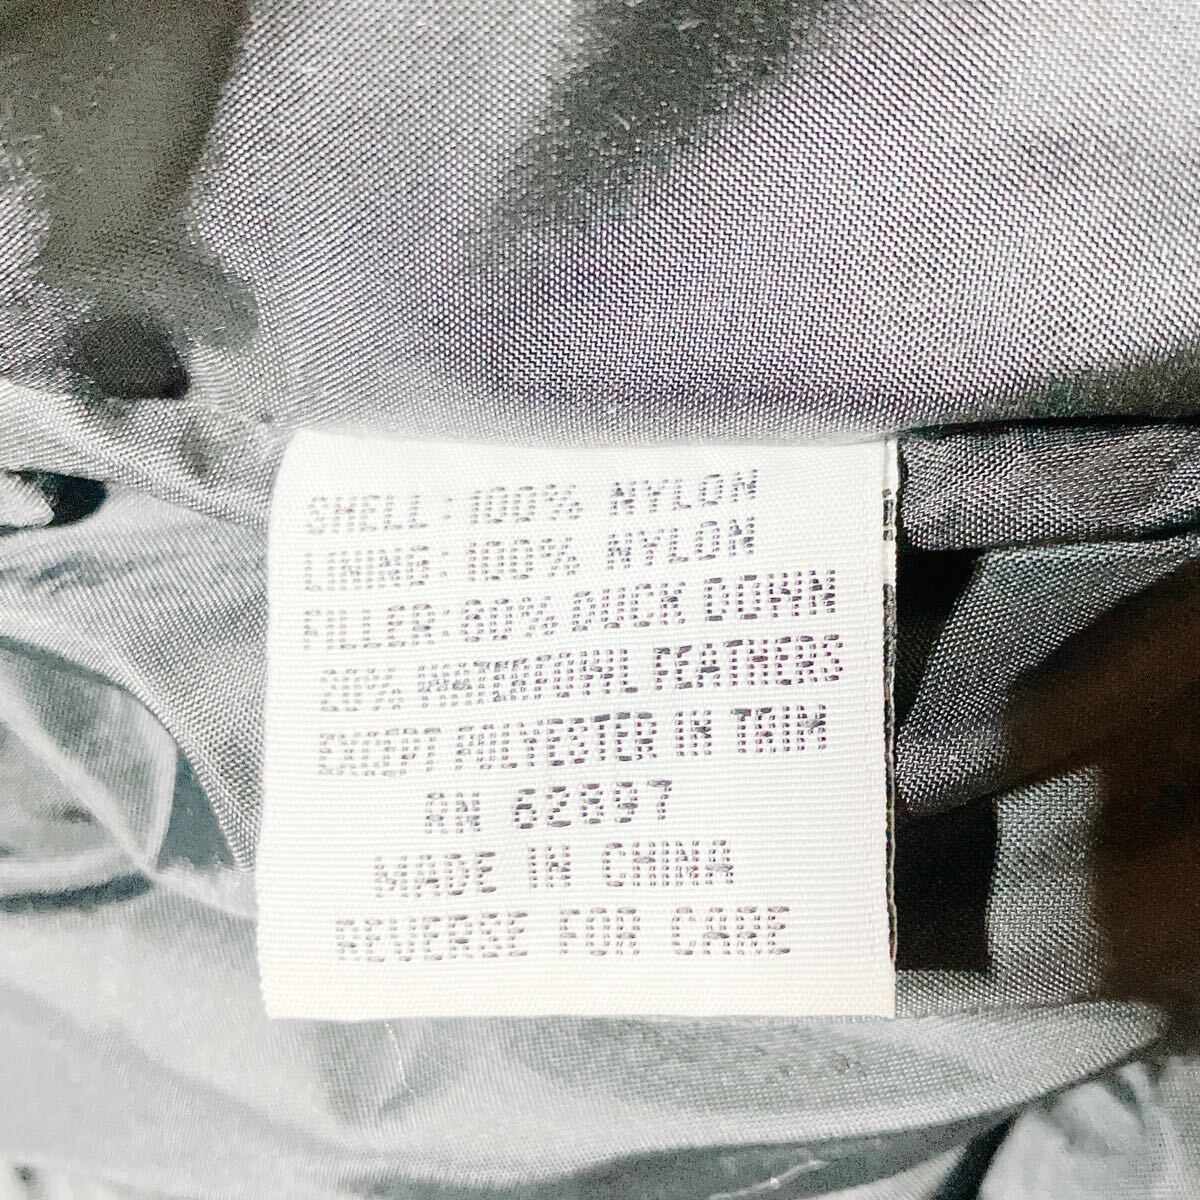 SHELL: 100% NYLON
LINING: 100% NYLON
FILLER: 80% DUCK DOWN
20% WATERFOWL FEATHERS
EXCEPT POLYESTER IN TRIM
RN 62897
MADE IN CHINA
REVERSE FOR CARE